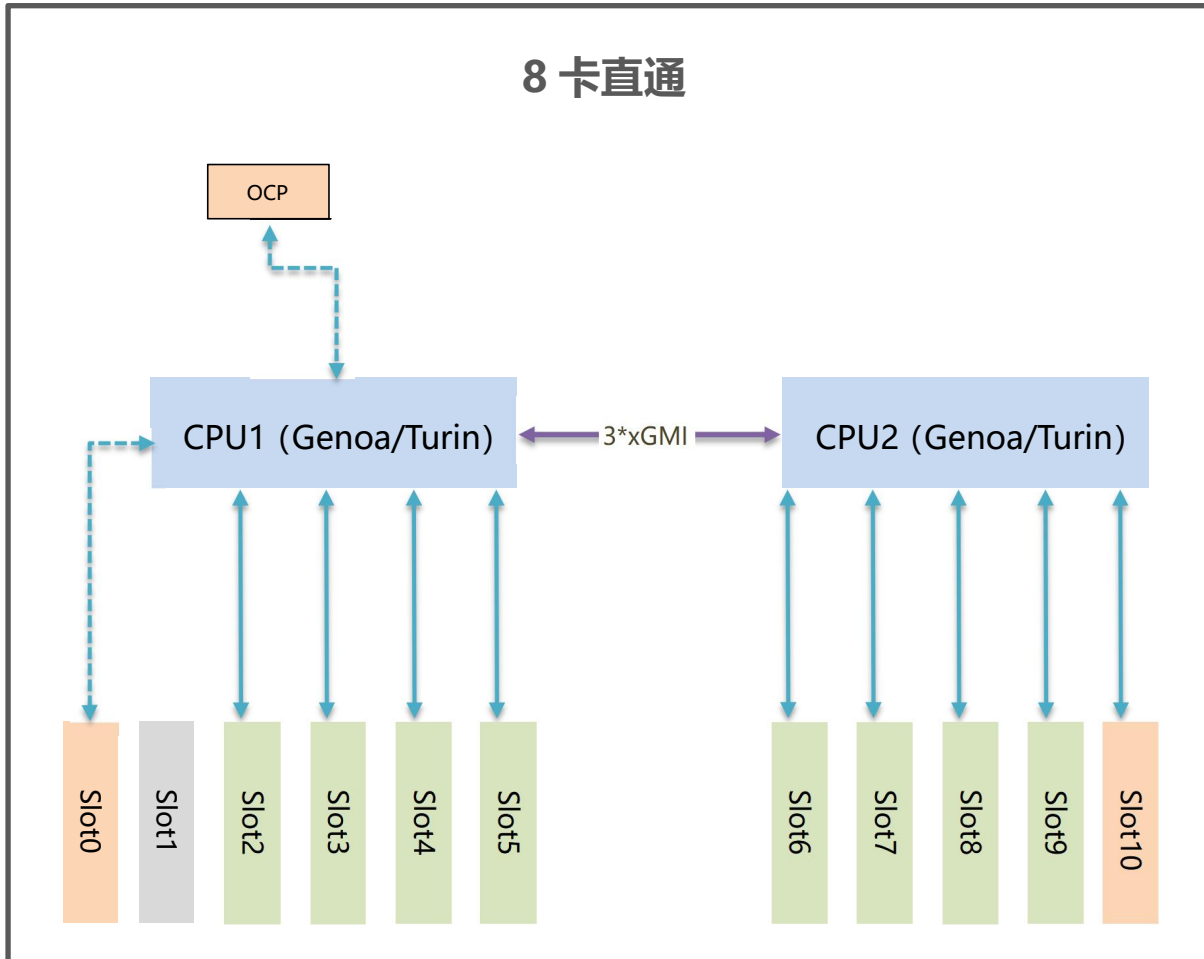 8 卡直通
OCP
CPU1 (Genoa/Turin)
3*xGMI
CPU2 (Genoa/Turin)
Slot0
Slot1
Slot2
Slot3
Slot4
Slot5
Slot6
Slot7
Slot8
Slot9
Slot10